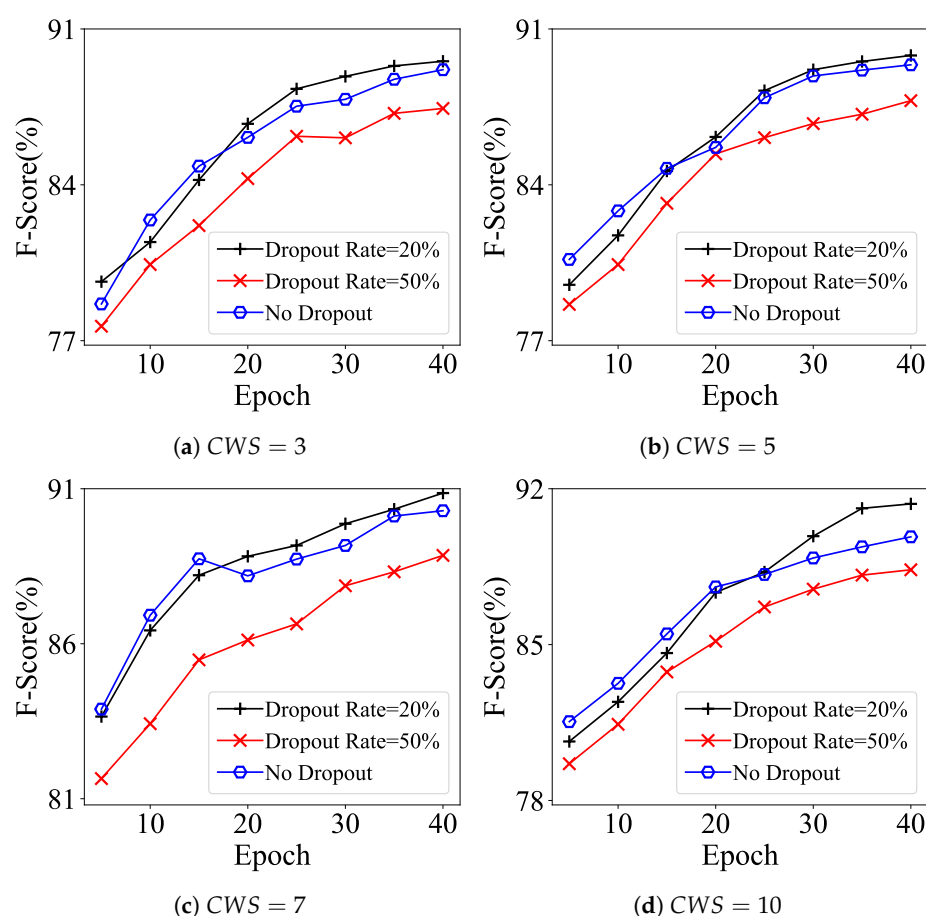 91
84
77
F-Score(%)
Dropout Rate=20%
Dropout Rate=50%
No Dropout
10 20 30 40
Epoch
(a) CWS = 3
91
84
77
F-Score(%)
Dropout Rate=20%
Dropout Rate=50%
No Dropout
10 20 30 40
Epoch
(b) CWS = 5
91
86
81
F-Score(%)
Dropout Rate=20%
Dropout Rate=50%
No Dropout
10 20 30 40
Epoch
(c) CWS = 7
92
85
78
F-Score(%)
Dropout Rate=20%
Dropout Rate=50%
No Dropout
10 20 30 40
Epoch
(d) CWS = 10